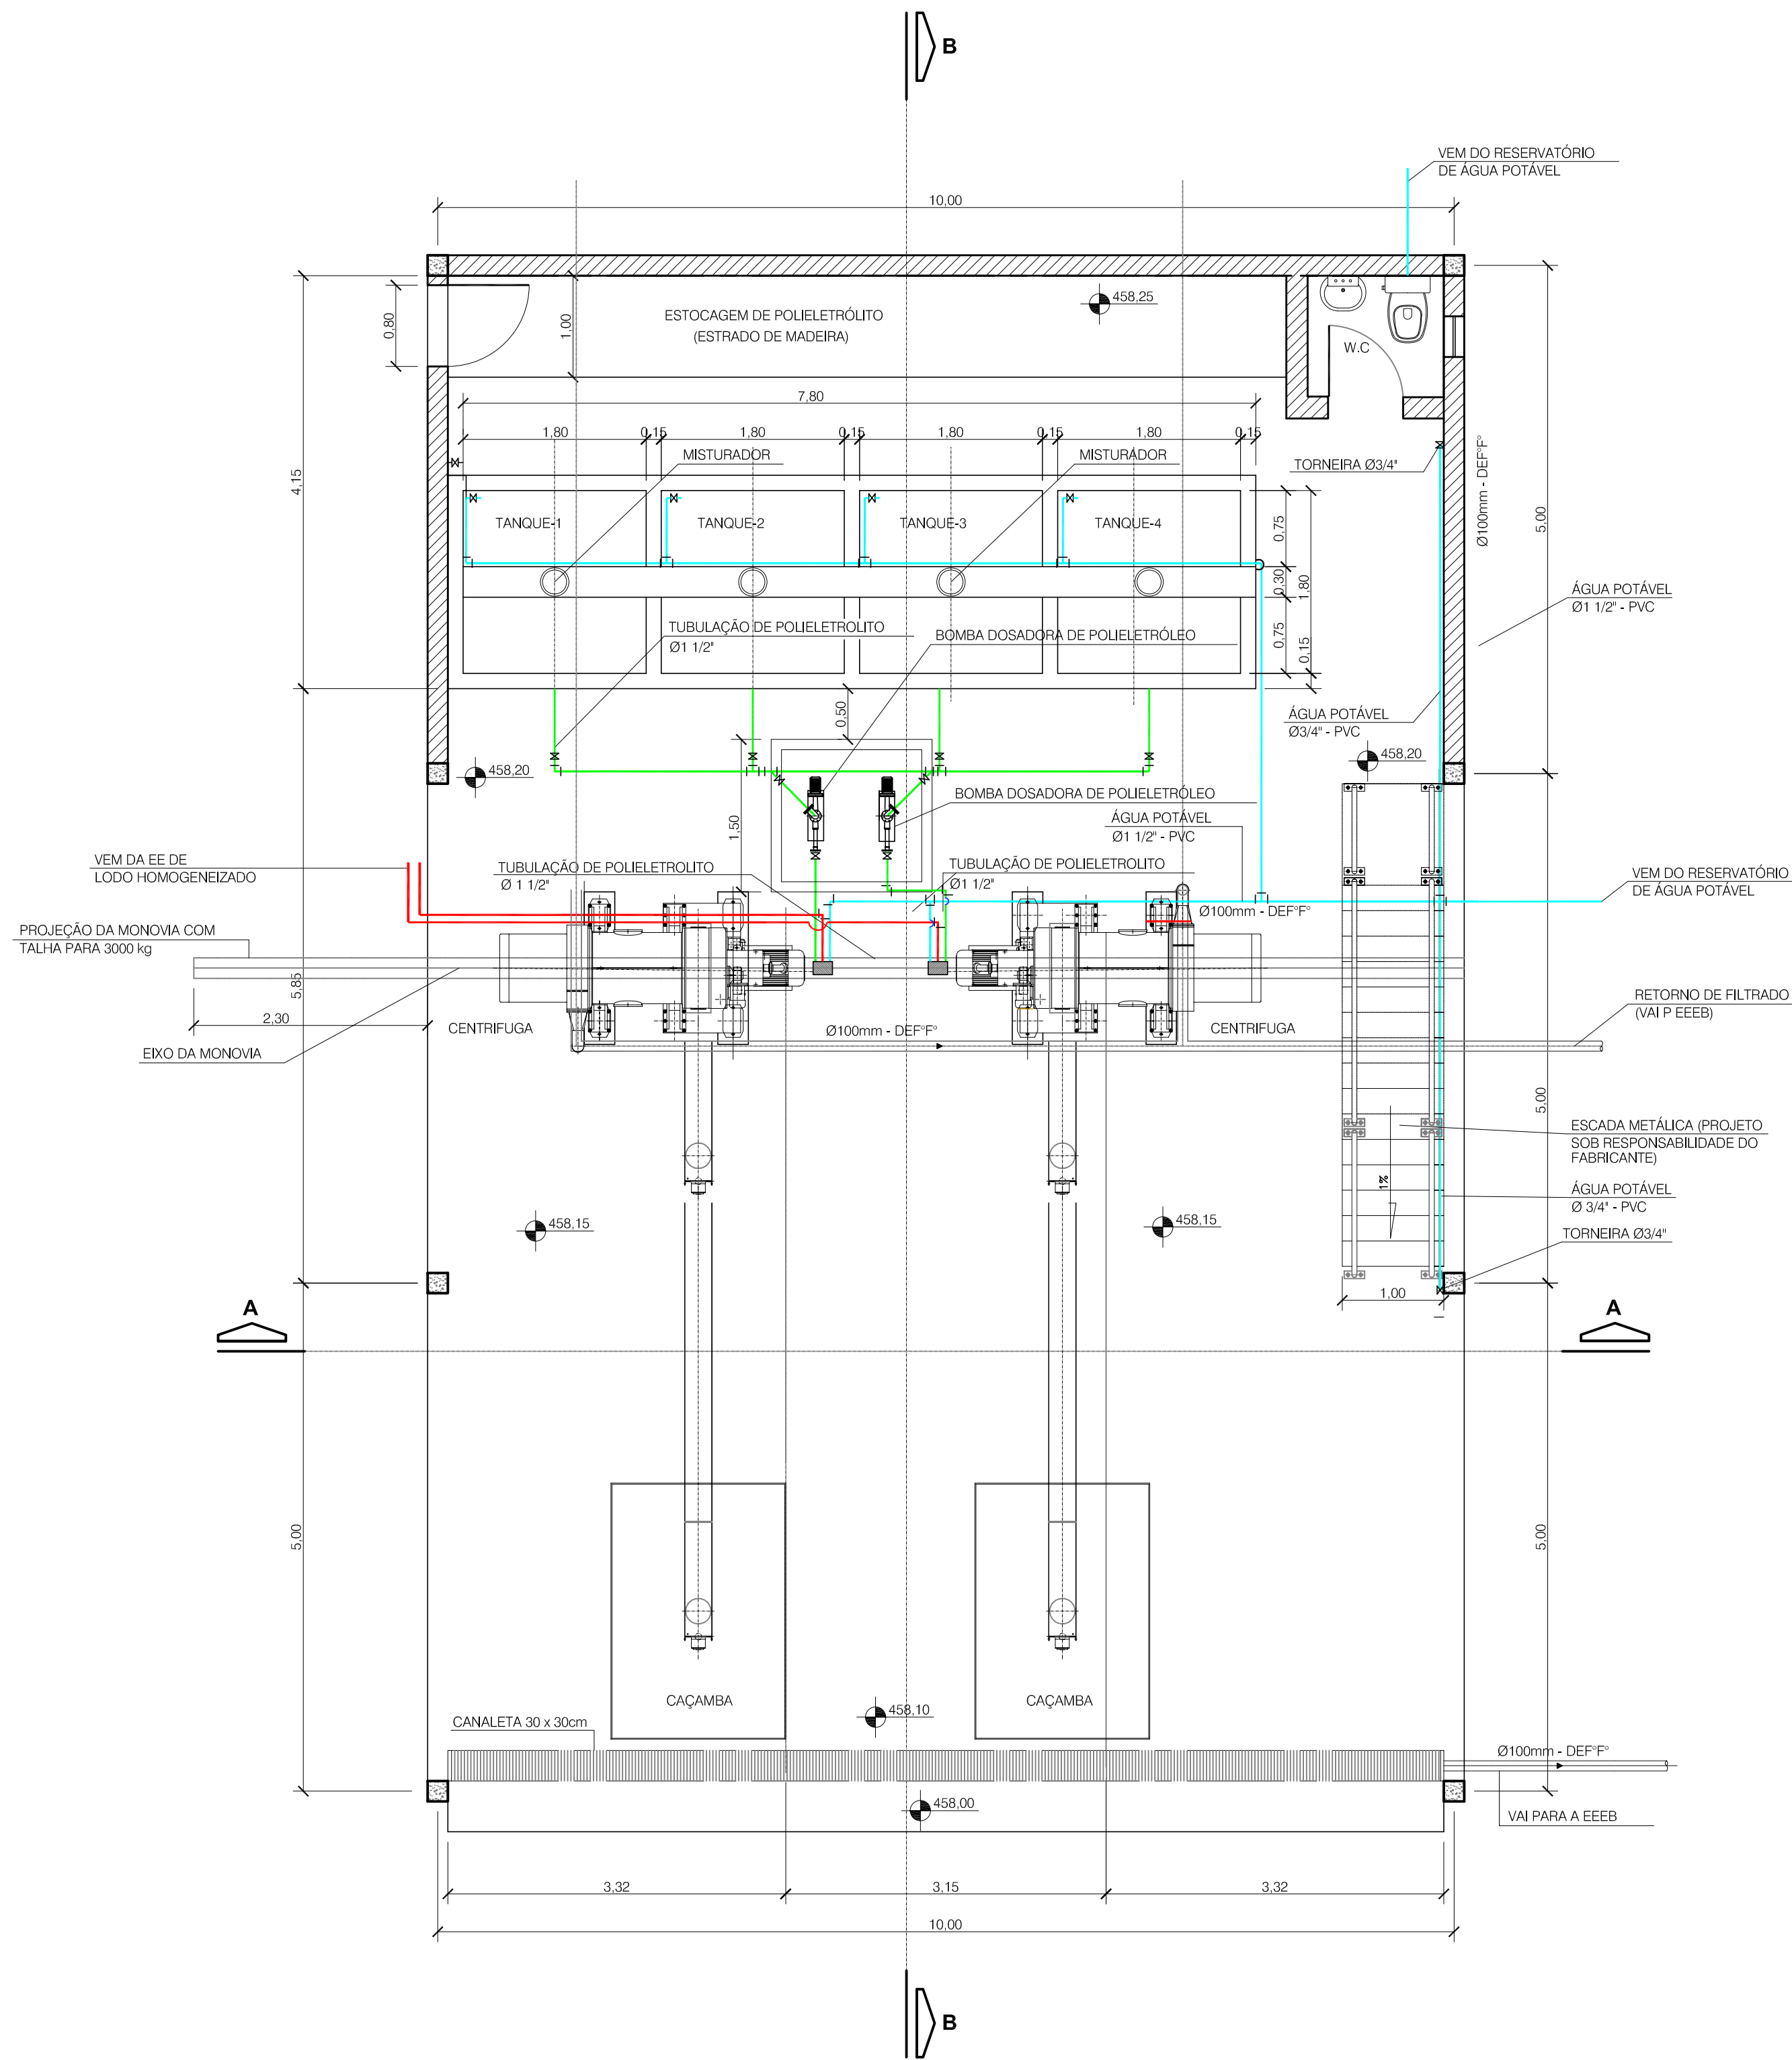 B
VEM DO RESERVATÓRIO
DE ÁGUA POTÁVEL
10,00
458,25
ESTOCAGEM DE POLIELETRÓLITO
(ESTRADO DE MADEIRA)
0.80
1,00
W.C
7,80
1,80
0,15
1,80
0,15
1,80
0,15
1,80
0,15
MISTURADOR
MISTURADOR
TORNEIRA Ø3/4"
Ø100mm - DEFºFº
4,15
5,00
TANQUE-1
TANQUE-2
TANQUE-3
TANQUE-4
0,75
0,30
1,80
0,75
0,15
ÁGUA POTÁVEL
Ø1 1/2" - PVC
TUBULAÇÃO DE POLIELETROLITO
Ø1 1/2"
BOMBA DOSADORA DE POLIELETRÓLEO
0,50
ÁGUA POTÁVEL
Ø3/4" - PVC
458,20
458,20
1,50
BOMBA DOSADORA DE POLIELETRÓLEO
ÁGUA POTÁVEL
Ø1 1/2" - PVC
VEM DA EE DE
LODO HOMOGENEIZADO
TUBULAÇÃO DE POLIELETROLITO
Ø 1 1/2"
TUBULAÇÃO DE POLIELETROLITO
Ø1 1/2"
VEM DO RESERVATÓRIO
DE ÁGUA POTÁVEL
Ø100mm - DEFºFº
PROJEÇÃO DA MONOVIA COM
TALHA PARA 3000 kg
5,85
2,30
CENTRIFUGA
Ø100mm - DEFºFº
CENTRIFUGA
RETORNO DE FILTRADO
(VAI P EEEB)
EIXO DA MONOVIA
5,00
ESCADA METÁLICA (PROJETO
SOB RESPONSABILIDADE DO
FABRICANTE)
1%
ÁGUA POTÁVEL
Ø 3/4" - PVC
458,15
458,15
TORNEIRA Ø3/4"
1,00
A
A
5,00
5,00
CAÇAMBA
CAÇAMBA
458,10
CANALETA 30 x 30cm
Ø100mm - DEFºFº
458,00
VAI PARA A EEEB
3,32
3,15
3,32
10,00
B